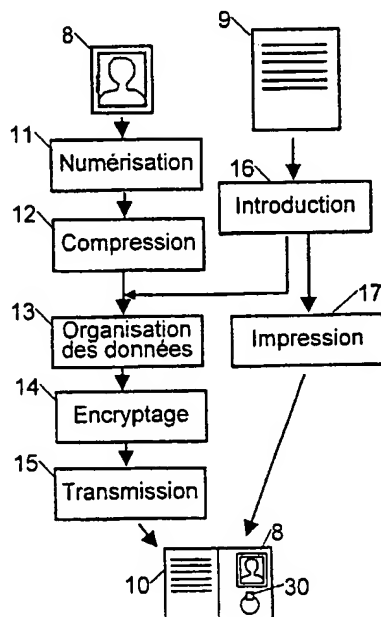 8
9
11
Numérisation
16
12
Introduction
Compression
13
17
Organisation
des données
Impression
14
Encryptage
15
Transmission
8
10
30